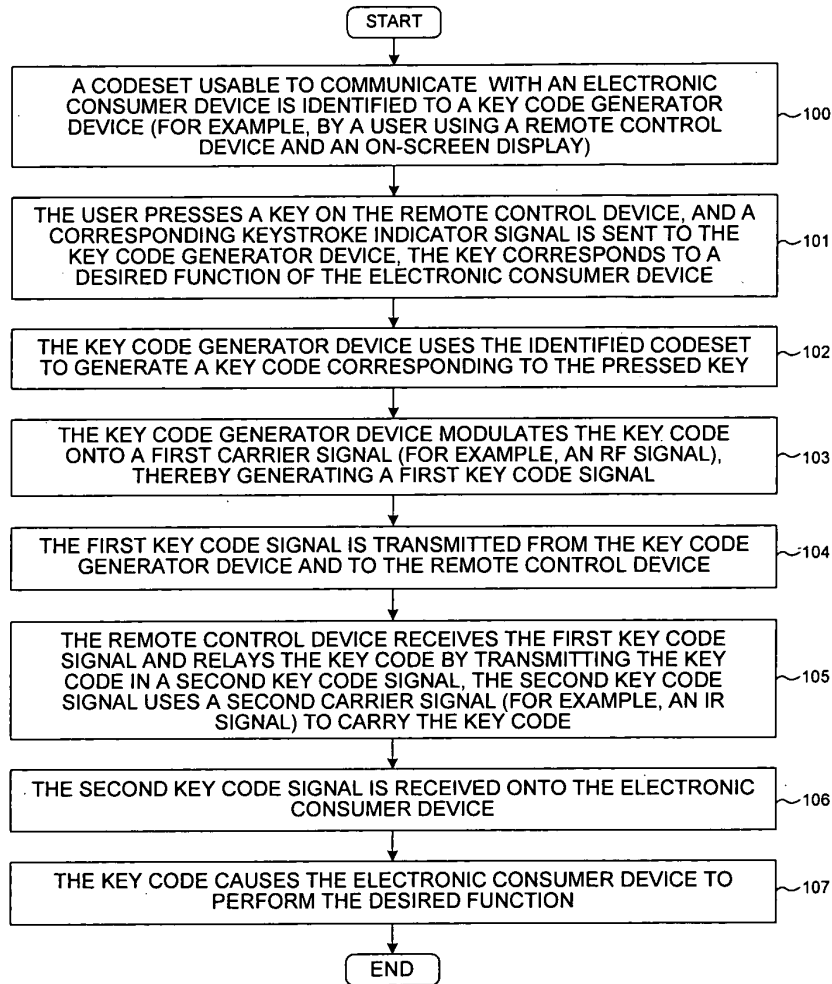 START
A CODESET USABLE TO COMMUNICATE WITH AN ELECTRONIC
CONSUMER DEVICE IS IDENTIFIED TO A KEY CODE GENERATOR
DEVICE (FOR EXAMPLE, BY A USER USING A REMOTE CONTROL
DEVICE AND AN ON-SCREEN DISPLAY)
100
THE USER PRESSES A KEY ON THE REMOTE CONTROL DEVICE, AND A
CORRESPONDING KEYSTROKE INDICATOR SIGNAL IS SENT TO THE
KEY CODE GENERATOR DEVICE, THE KEY CORRESPONDS TO A
DESIRED FUNCTION OF THE ELECTRONIC CONSUMER DEVICE
101
THE KEY CODE GENERATOR DEVICE USES THE IDENTIFIED CODESET
TO GENERATE A KEY CODE CORRESPONDING TO THE PRESSED KEY
102
THE KEY CODE GENERATOR DEVICE MODULATES THE KEY CODE
ONTO A FIRST CARRIER SIGNAL (FOR EXAMPLE, AN RF SIGNAL),
THEREBY GENERATING A FIRST KEY CODE SIGNAL
103
THE FIRST KEY CODE SIGNAL IS TRANSMITTED FROM THE KEY CODE
GENERATOR DEVICE AND TO THE REMOTE CONTROL DEVICE
104
THE REMOTE CONTROL DEVICE RECEIVES THE FIRST KEY CODE
SIGNAL AND RELAYS THE KEY CODE BY TRANSMITTING THE KEY
CODE IN A SECOND KEY CODE SIGNAL, THE SECOND KEY CODE
SIGNAL USES A SECOND CARRIER SIGNAL (FOR EXAMPLE, AN IR
SIGNAL) TO CARRY THE KEY CODE
105
THE SECOND KEY CODE SIGNAL IS RECEIVED ONTO THE ELECTRONIC
CONSUMER DEVICE
106
THE KEY CODE CAUSES THE ELECTRONIC CONSUMER DEVICE TO
PERFORM THE DESIRED FUNCTION
107
END